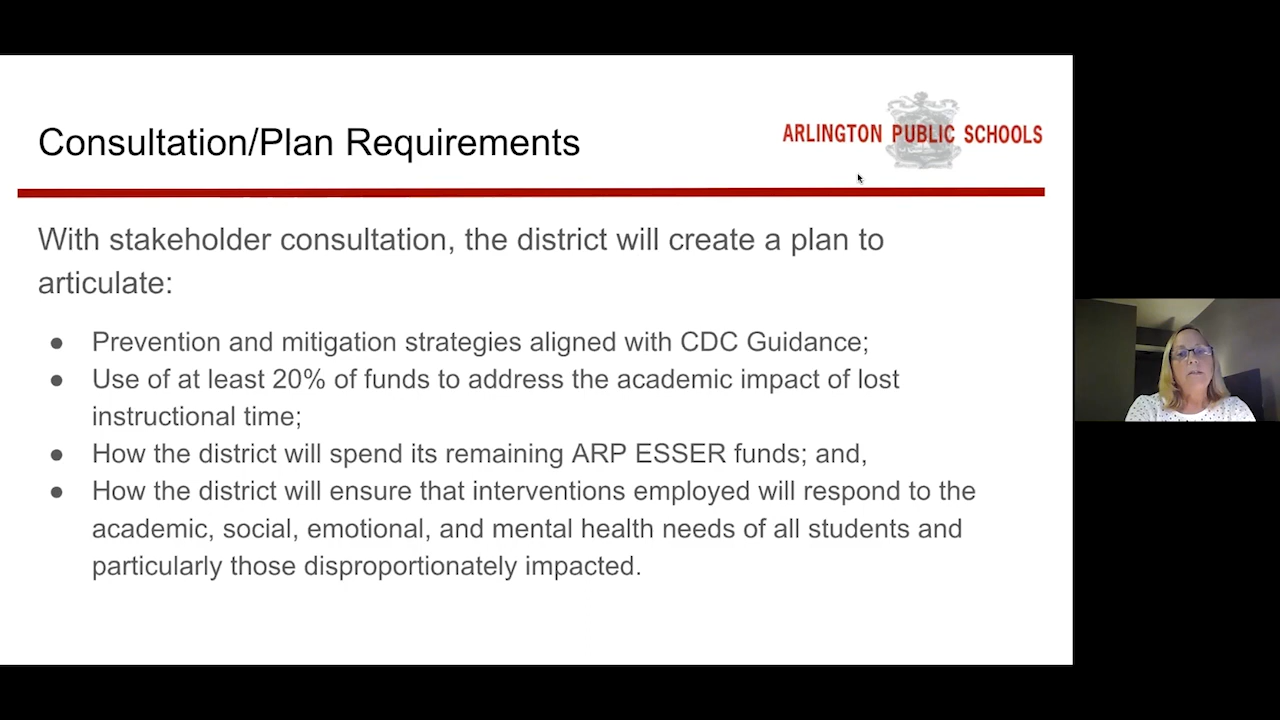 Consultation/Plan Requirements
ARLINGTON PUBLIC SCHOOLS
With stakeholder consultation, the district will create a plan to
articulate:
● Prevention and mitigation strategies aligned with CDC Guidance;
● Use of at least 20% of funds to address the academic impact of lost
instructional time;
● How the district will spend its remaining ARP ESSER funds; and,
● How the district will ensure that interventions employed will respond to the
academic, social, emotional, and mental health needs of all students and
particularly those disproportionately impacted.